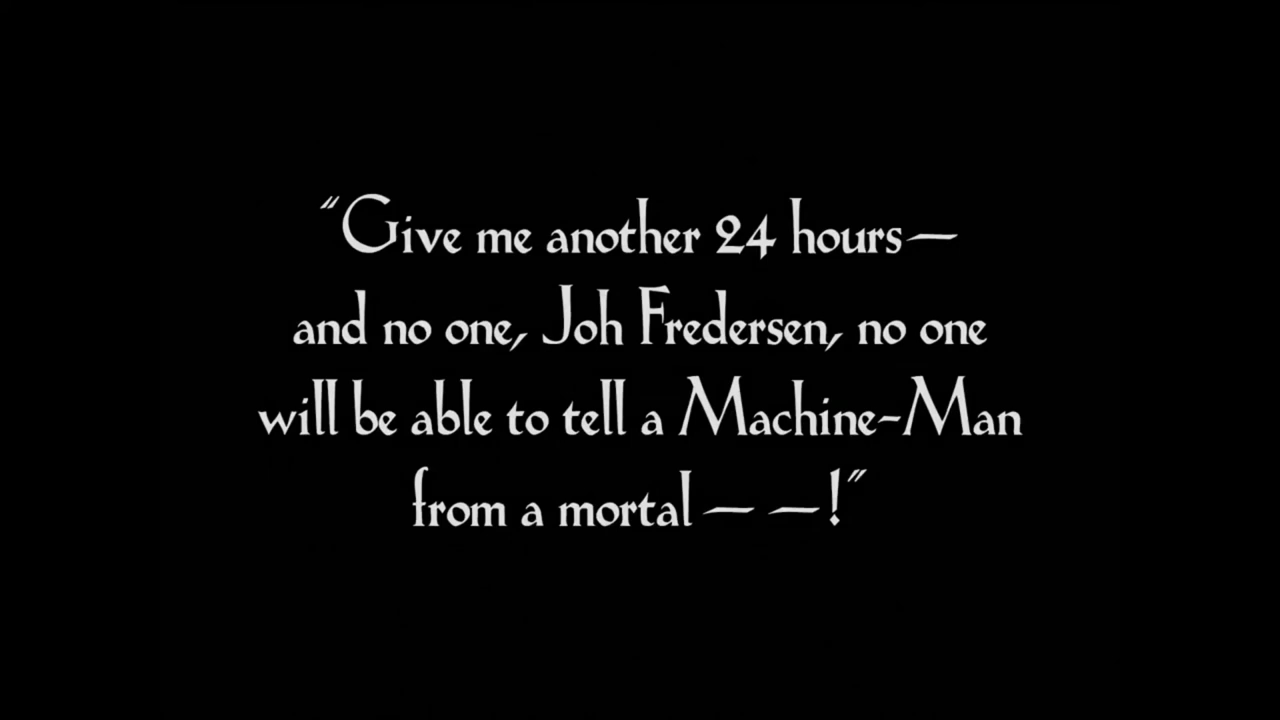 "Give me another 24 hours—
and no one, Joh Fredersen, no one
will be able to tell a Machine-Man
from a mortal — —!"